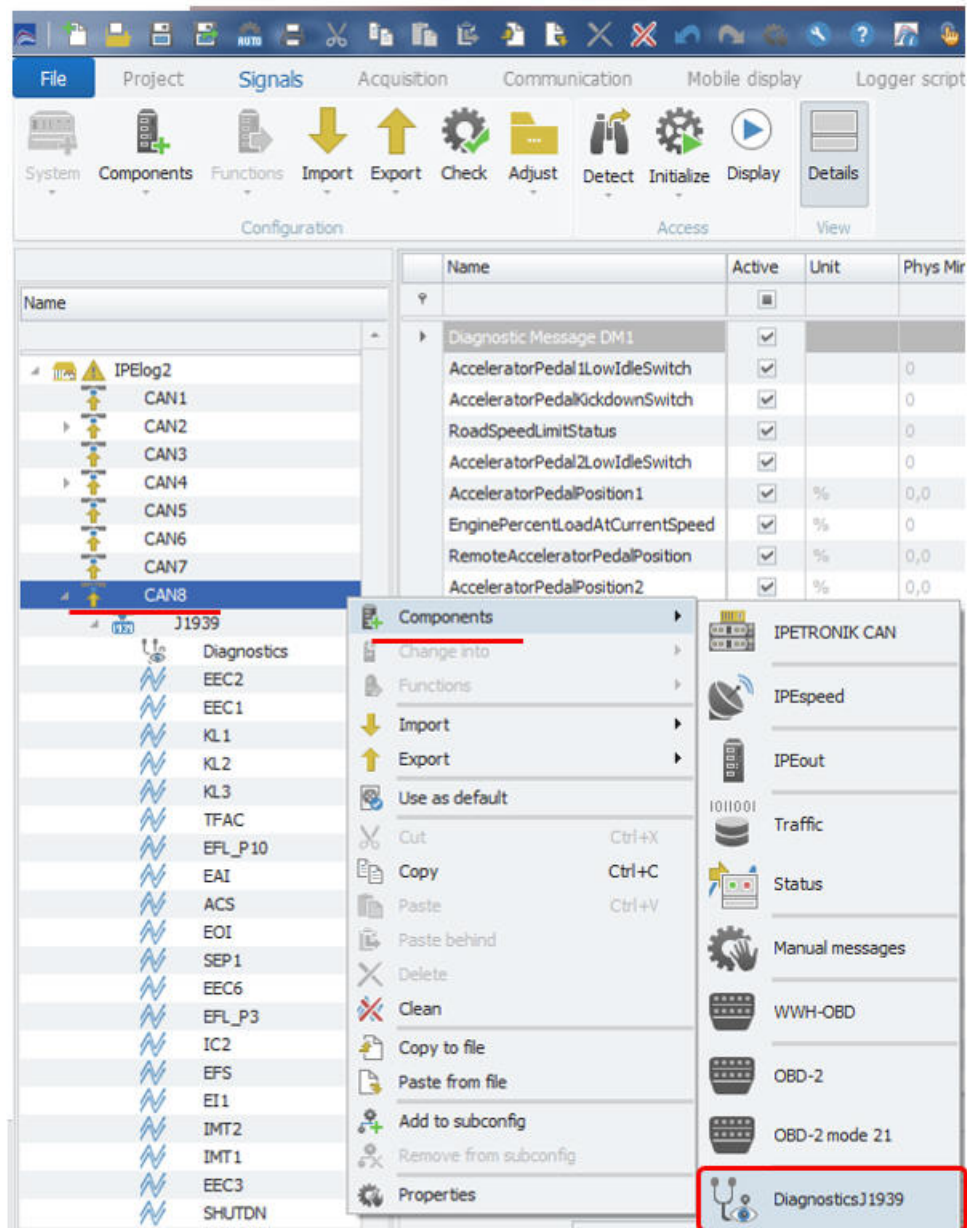 AUTO
File Project Signals Acquisition Communication Mobile display Logger script
System Components Functions Import Export Check Adjust Detect Initialize Display Details
Configuration Access View
Name Active Unit Phys Min
Name
Diagnostic Message DM1
IPElog2 AcceleratorPedal1LowIdleSwitch 0
CAN1 AcceleratorPedalKickdownSwitch 0
CAN2 RoadSpeedLimitStatus 0
CAN3 AcceleratorPedal2LowIdleSwitch 0
CAN4 AcceleratorPedalPosition1 % 0,0
CAN5 EnginePercentLoadAtCurrentSpeed % 0
CAN6 RemoteAcceleratorPedalPosition % 0,0
CAN7 AcceleratorPedalPosition2 % 0,0
CAN8
J1939
Diagnostics
EEC2
EEC1
KL1
KL2
KL3
TFAC
EFL_P10
EAI
ACS
EOI
SEP1
EEC6
EFL_P3
IC2
EFS
EI1
IMT2
IMT1
EEC3
SHUTDN
Components
Change into
Functions
Import
Export
Use as default
Cut Ctrl+X
Copy Ctrl+C
Paste Ctrl+V
Paste behind
Delete
Clean
Copy to file
Paste from file
Add to subconfig
Remove from subconfig
Properties
IPETRONIK CAN
IPEspeed
IPEout
1011001
Traffic
Status
Manual messages
WWH-OBD
OBD-2
OBD-2 mode 21
DiagnosticsJ1939